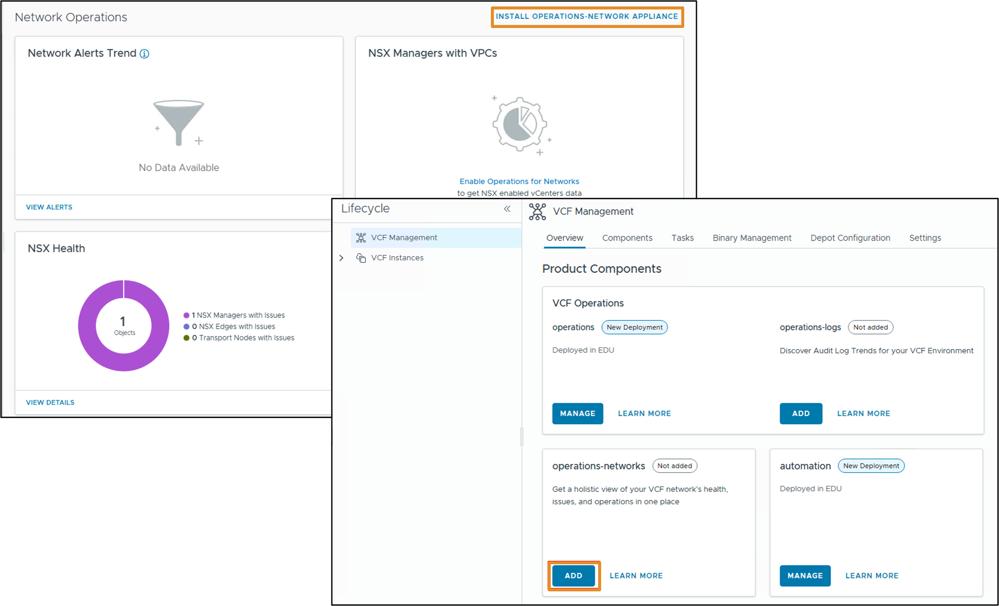 Network Operations
INSTALL OPERATIONS-NETWORK APPLIANCE
Network Alerts Trend
No Data Available
VIEW ALERTS
NSX Managers with VPCs
Enable Operations for Networks
to get NSX enabled vCenters data
NSX Health
1
Objects
1 NSX Managers with Issues
0 NSX Edges with Issues
0 Transport Nodes with Issues
VIEW DETAILS
Lifecycle
VCF Management
VCF Instances
VCF Management
Overview Components Tasks Binary Management Depot Configuration Settings
Product Components
VCF Operations
operations New Deployment
Deployed in EDU
MANAGE LEARN MORE
operations-logs Not added
Discover Audit Log Trends for your VCF Environment
ADD LEARN MORE
operations-networks Not added
Get a holistic view of your VCF network's health,
issues, and operations in one place
ADD LEARN MORE
automation New Deployment
Deployed in EDU
MANAGE LEARN MORE